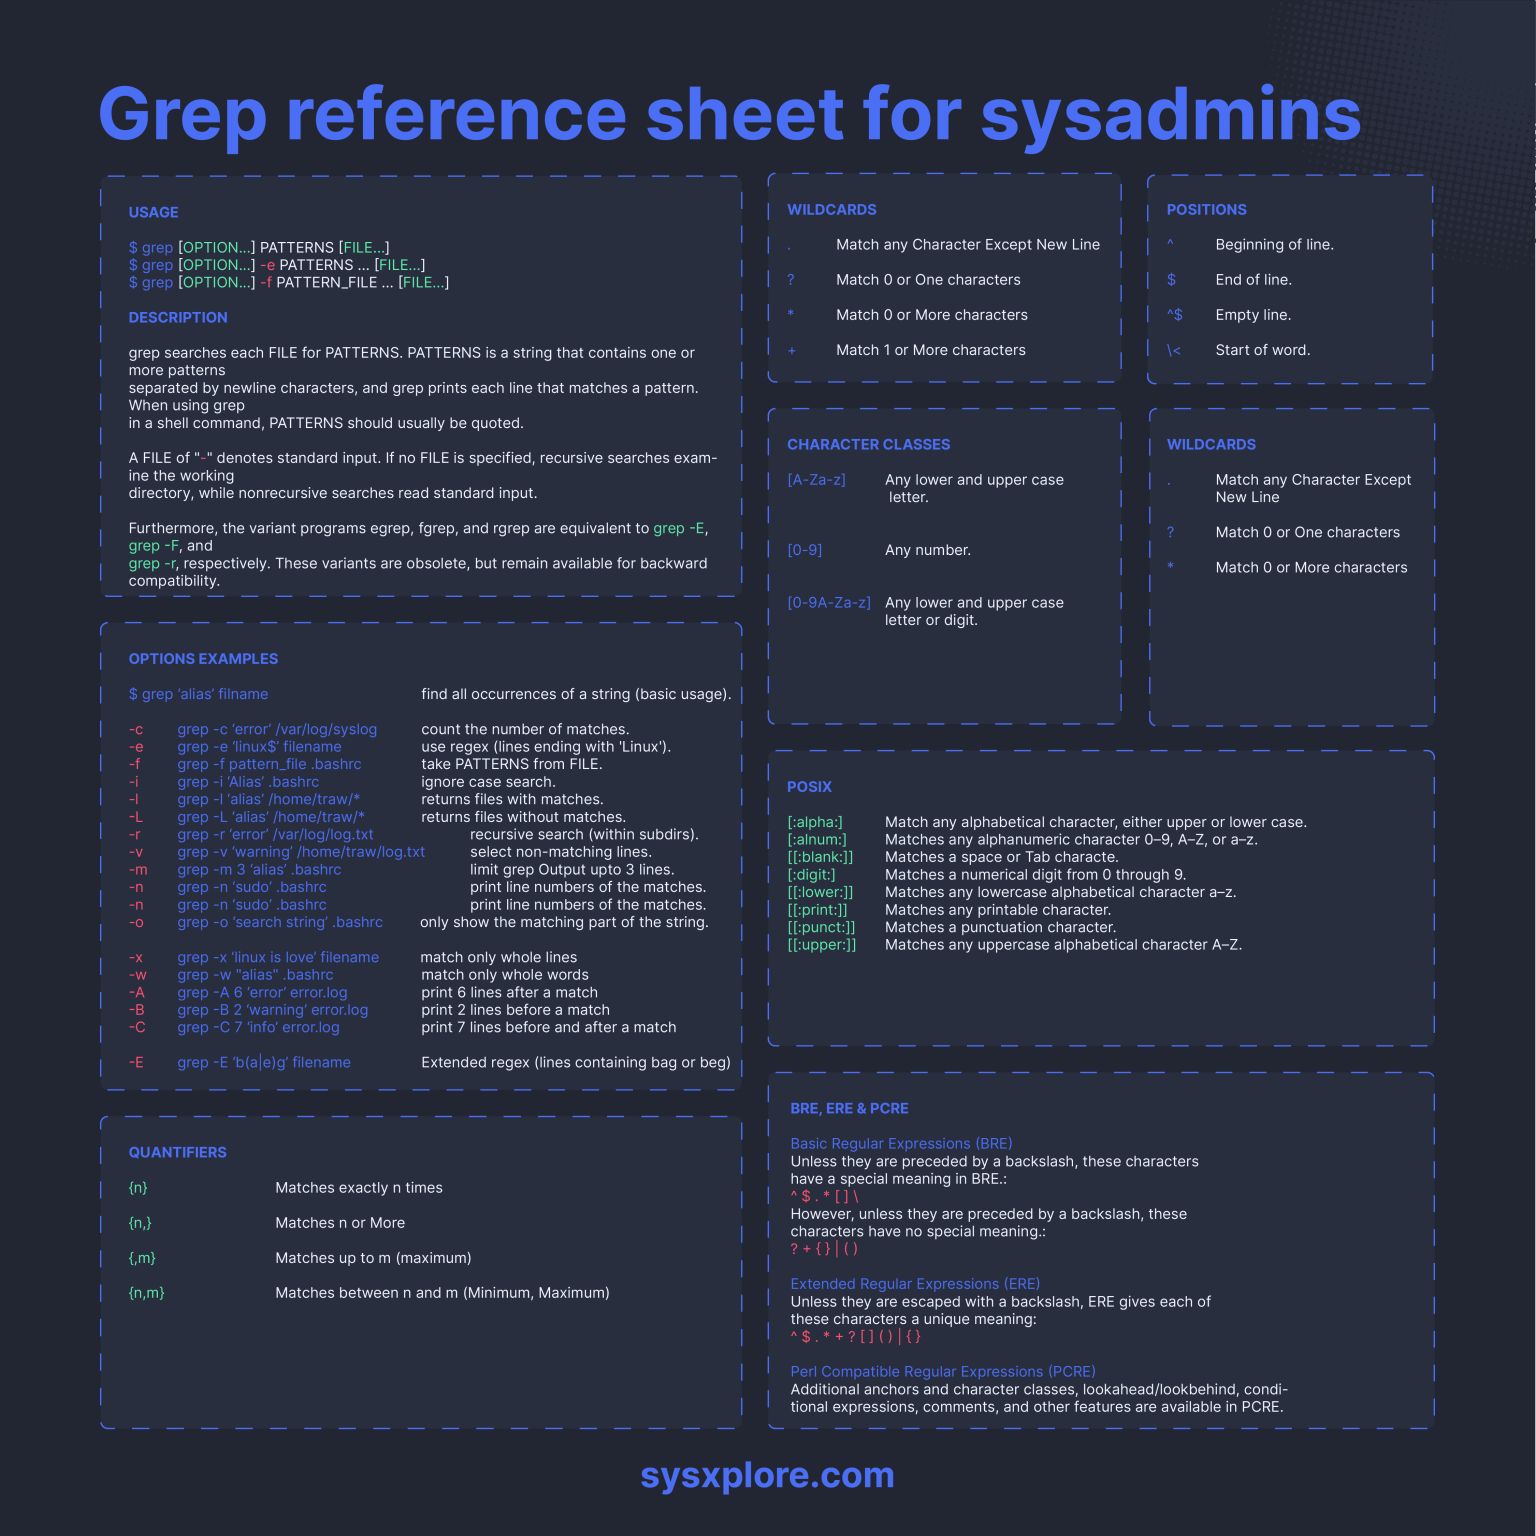 Grep reference sheet for sysadmins
USAGE
$ grep [OPTION...] PATTERNS [FILE...]
$ grep [OPTION...] -e PATTERNS ... [FILE...]
$ grep [OPTION...] -f PATTERN_FILE ... [FILE...]
DESCRIPTION
grep searches each FILE for PATTERNS. PATTERNS is a string that contains one or
more patterns
separated by newline characters, and grep prints each line that matches a pattern.
When using grep
in a shell command, PATTERNS should usually be quoted.
A FILE of "-" denotes standard input. If no FILE is specified, recursive searches exam-
ine the working
directory, while nonrecursive searches read standard input.
Furthermore, the variant programs egrep, fgrep, and rgrep are equivalent to grep -E,
grep -F, and
grep -r, respectively. These variants are obsolete, but remain available for backward
compatibility.
OPTIONS EXAMPLES
$ grep ‘alias’ filname find all occurrences of a string (basic usage).
-c grep -c ‘error’ /var/log/syslog count the number of matches.
-e grep -e ‘linux$’ filename use regex (lines ending with 'Linux').
-f grep -f pattern_file .bashrc take PATTERNS from FILE.
-i grep -i ‘Alias’ .bashrc ignore case search.
-l grep -l ‘alias’ /home/traw/* returns files with matches.
-L grep -L ‘alias’ /home/traw/* returns files without matches.
-r grep -r ‘error’ /var/log/log.txt recursive search (within subdirs).
-v grep -v ‘warning’ /home/traw/log.txt select non-matching lines.
-m grep -m 3 ‘alias’ .bashrc limit grep Output upto 3 lines.
-n grep -n ‘sudo’ .bashrc print line numbers of the matches.
-n grep -n ‘sudo’ .bashrc print line numbers of the matches.
-o grep -o ‘search string’ .bashrc only show the matching part of the string.
-x grep -x ‘linux is love’ filename match only whole lines
-w grep -w "alias" .bashrc match only whole words
-A grep -A 6 ‘error’ error.log print 6 lines after a match
-B grep -B 2 ‘warning’ error.log print 2 lines before a match
-C grep -C 7 ‘info’ error.log print 7 lines before and after a match
-E grep -E ‘b(a|e)g’ filename Extended regex (lines containing bag or beg)
QUANTIFIERS
{n} Matches exactly n times
{n,} Matches n or More
{,m} Matches up to m (maximum)
{n,m} Matches between n and m (Minimum, Maximum)
WILDCARDS
. Match any Character Except New Line
? Match 0 or One characters
* Match 0 or More characters
+ Match 1 or More characters
POSITIONS
^ Beginning of line.
$ End of line.
^$ Empty line.
\< Start of word.
CHARACTER CLASSES
[A-Za-z] Any lower and upper case
letter.
[0-9] Any number.
[0-9A-Za-z] Any lower and upper case
letter or digit.
WILDCARDS
. Match any Character Except
New Line
? Match 0 or One characters
* Match 0 or More characters
POSIX
[:alpha:] Match any alphabetical character, either upper or lower case.
[:alnum:] Matches any alphanumeric character 0–9, A–Z, or a–z.
[[:blank:]] Matches a space or Tab characte.
[:digit:] Matches a numerical digit from 0 through 9.
[[:lower:]] Matches any lowercase alphabetical character a–z.
[[:print:]] Matches any printable character.
[[:punct:]] Matches a punctuation character.
[[:upper:]] Matches any uppercase alphabetical character A–Z.
BRE, ERE & PCRE
Basic Regular Expressions (BRE)
Unless they are preceded by a backslash, these characters
have a special meaning in BRE.:
^ $ . * [ ] \
However, unless they are preceded by a backslash, these
characters have no special meaning.:
? + { } | ( )
Extended Regular Expressions (ERE)
Unless they are escaped with a backslash, ERE gives each of
these characters a unique meaning:
^ $ . * + ? [ ] ( ) | { }
Perl Compatible Regular Expressions (PCRE)
Additional anchors and character classes, lookahead/lookbehind, condi-
tional expressions, comments, and other features are available in PCRE.
sysxplore.com